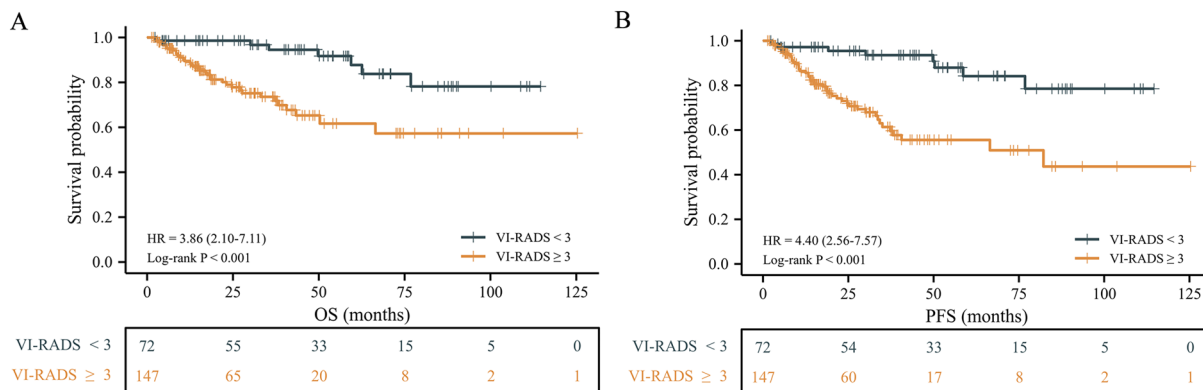 A
Survival probability
1.0
0.8
0.6
0.4
0.2
0.0
HR = 3.86 (2.10-7.11)
Log-rank P < 0.001
VI-RADS < 3
VI-RADS ≥ 3
0 25 50 75 100 125
OS (months)
VI-RADS < 3 72 55 33 15 5 0
VI-RADS ≥ 3 147 65 20 8 2 1
B
Survival probability
1.0
0.8
0.6
0.4
0.2
0.0
HR = 4.40 (2.56-7.57)
Log-rank P < 0.001
VI-RADS < 3
VI-RADS ≥ 3
0 25 50 75 100 125
PFS (months)
VI-RADS < 3 72 54 33 15 5 0
VI-RADS ≥ 3 147 60 17 8 2 1